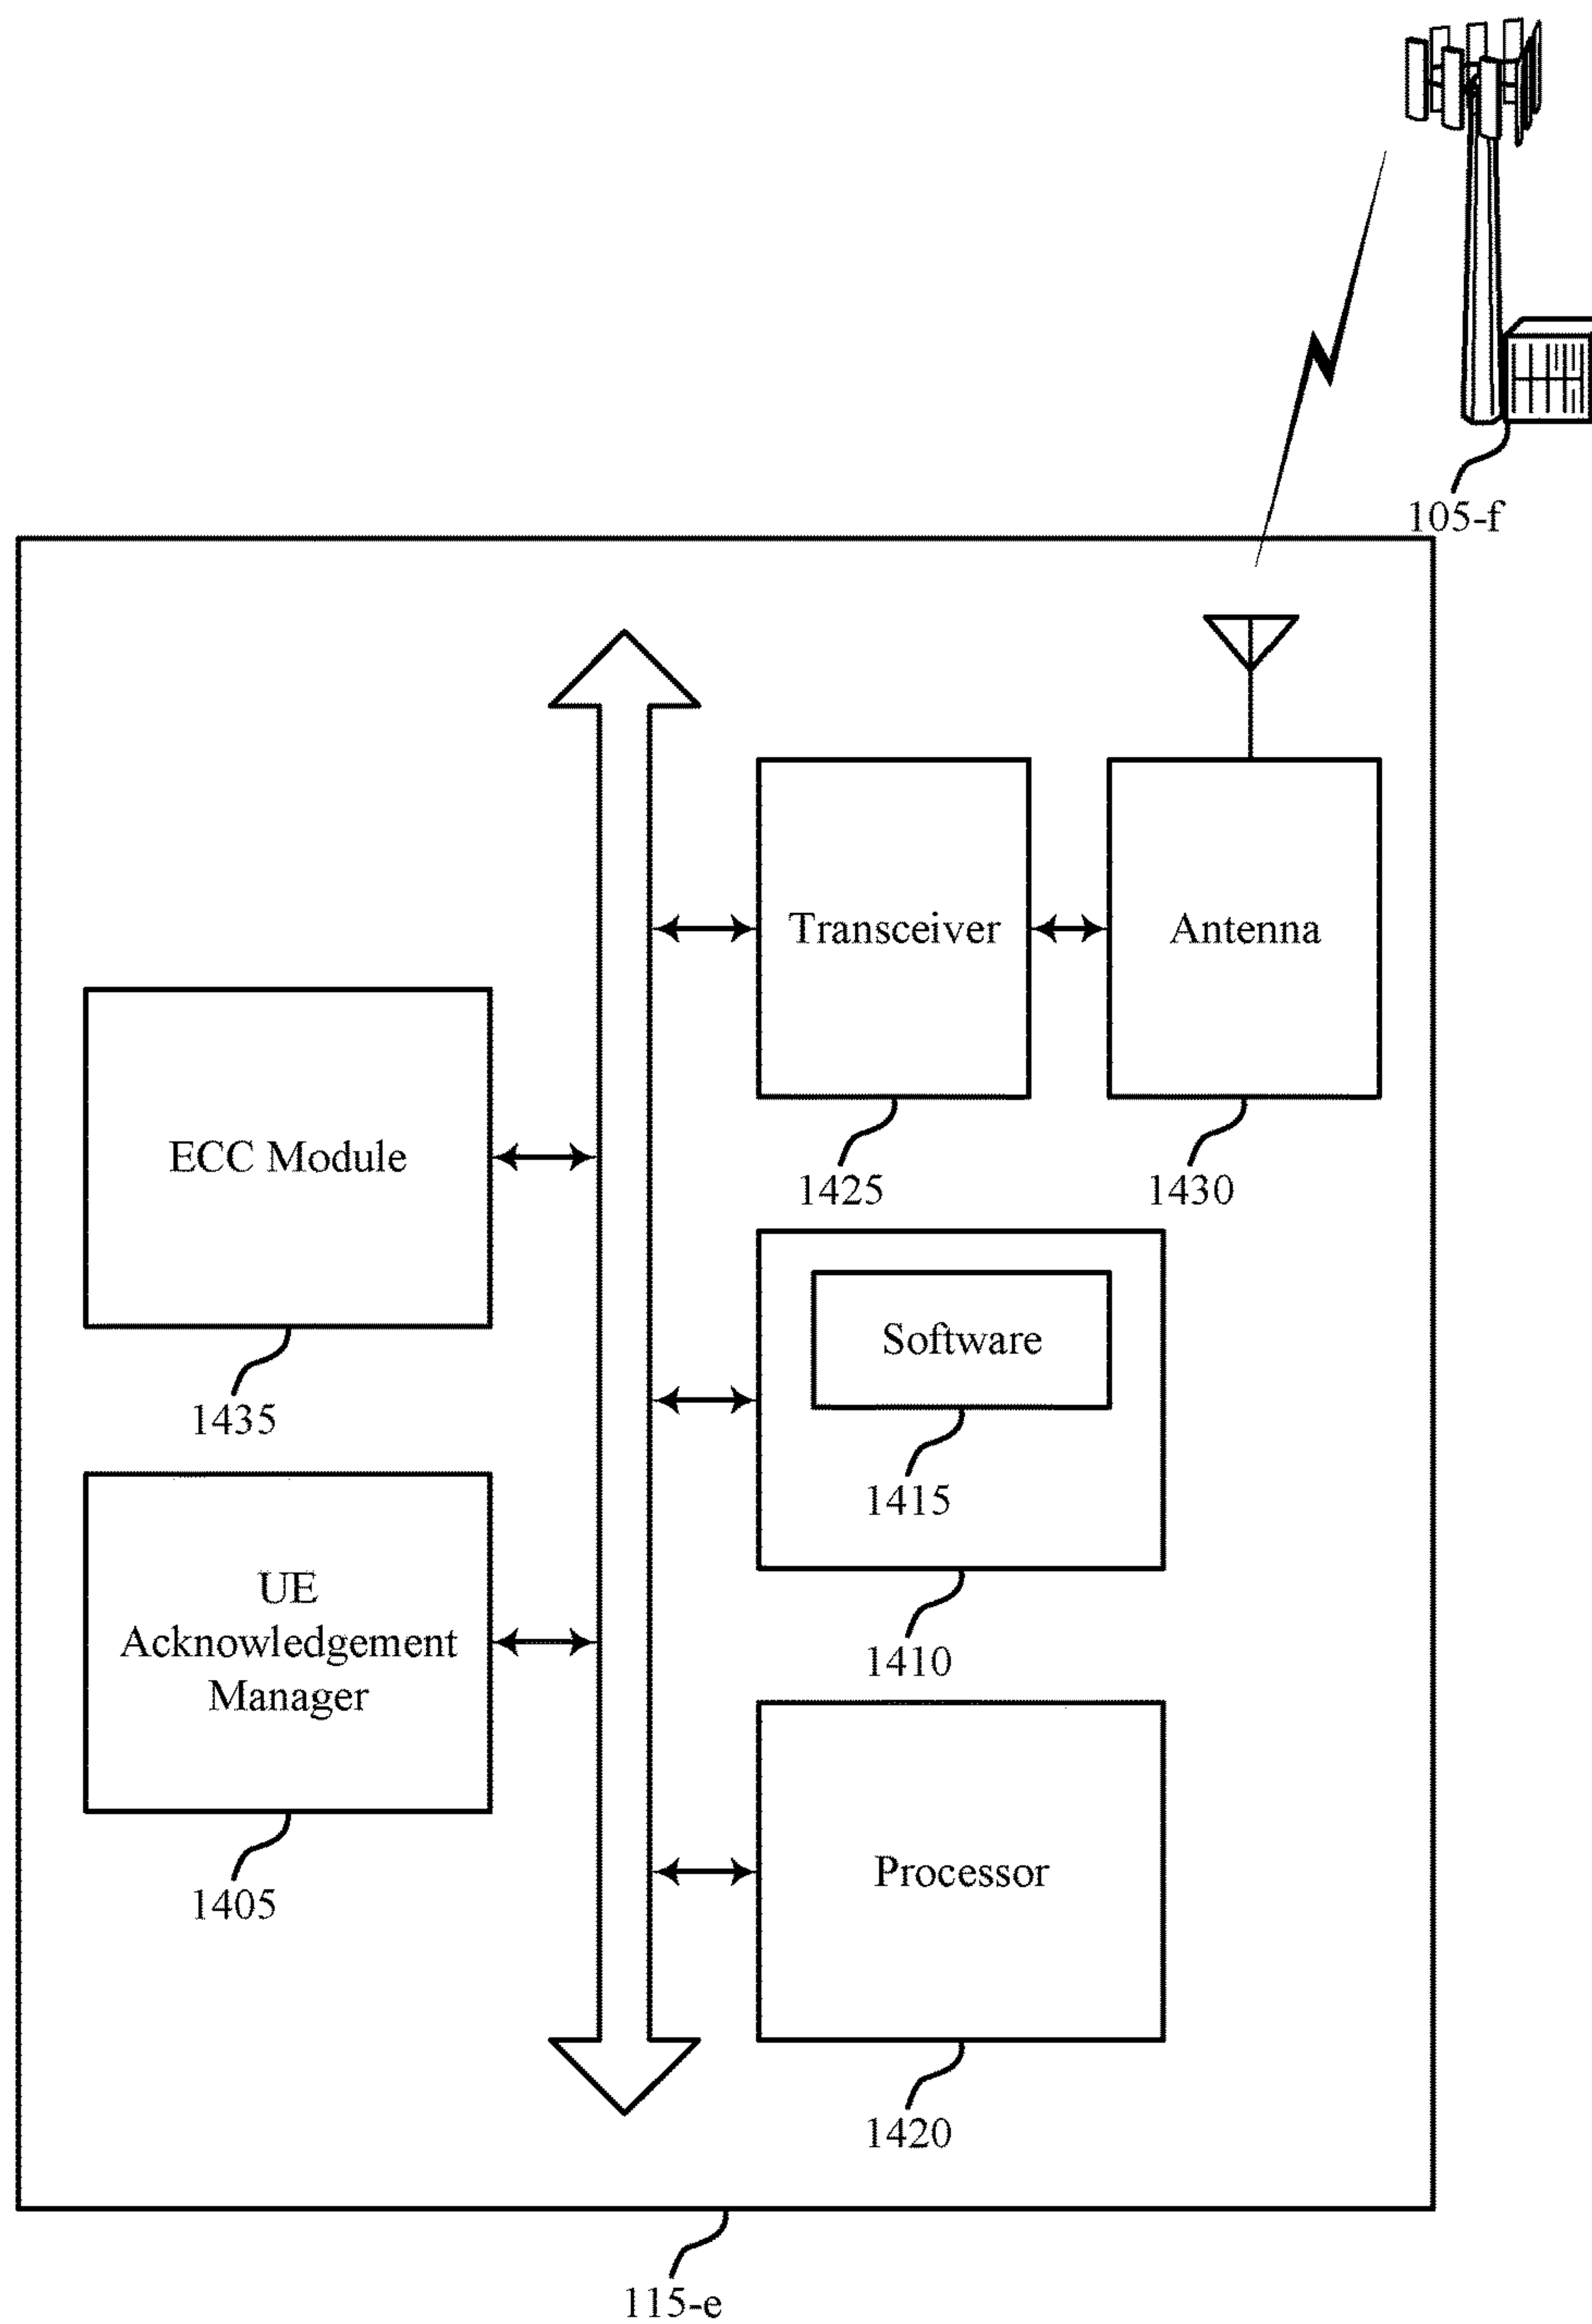 105-f
Transceiver
Antenna
1425
1430
ECC Module
1435
Software
1415
1410
UE
Acknowledgement
Manager
1405
Processor
1420
115-e